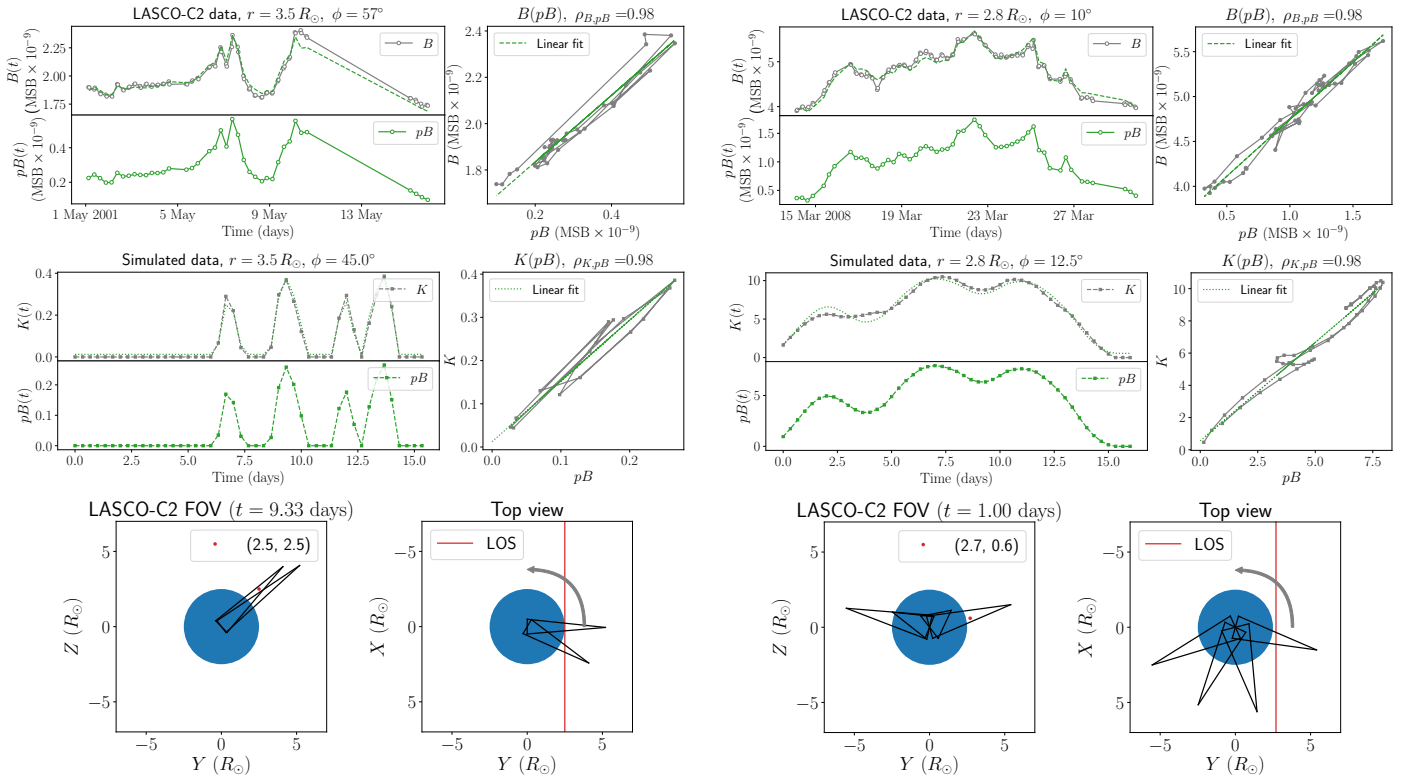 LASCO-C2 data, r = 3.5 R⊙, ϕ = 57°
B(pB), ρB,pB =0.98
B(t)
(MSB × 10⁻⁹)
2.25
2.00
1.75
B
pB(t)
(MSB × 10⁻⁹)
0.4
0.2
pB
1 May 2001
5 May
9 May
13 May
Time (days)
B (MSB × 10⁻⁹)
2.4
2.2
2.0
1.8
Linear fit
0.2
0.4
pB (MSB × 10⁻⁹)
LASCO-C2 data, r = 2.8 R⊙, ϕ = 10°
B(pB), ρB,pB =0.98
B(t)
(MSB × 10⁻⁹)
5
4
B
pB(t)
(MSB × 10⁻⁹)
1.5
1.0
0.5
pB
15 Mar 2008
19 Mar
23 Mar
27 Mar
Time (days)
B (MSB × 10⁻⁹)
5.5
5.0
4.5
4.0
Linear fit
0.5
1.0
1.5
pB (MSB × 10⁻⁹)
Simulated data, r = 3.5 R⊙, ϕ = 45.0°
K(pB), ρK,pB =0.98
K(t)
0.4
0.2
0.0
K
pB(t)
0.2
0.1
0.0
pB
0.0
2.5
5.0
7.5
10.0
12.5
15.0
Time (days)
K
0.4
0.3
0.2
0.1
0.0
Linear fit
0.0
0.1
0.2
pB
Simulated data, r = 2.8 R⊙, ϕ = 12.5°
K(pB), ρK,pB =0.98
K(t)
10
5
0
K
pB(t)
5
0
pB
0.0
2.5
5.0
7.5
10.0
12.5
15.0
Time (days)
K
10
8
6
4
2
0
Linear fit
0.0
2.5
5.0
7.5
pB
LASCO-C2 FOV (t = 9.33 days)
Z (R⊙)
5
0
−5
(2.5, 2.5)
−5
0
5
Y (R⊙)
Top view
X (R⊙)
−5
0
5
LOS
−5
0
5
Y (R⊙)
LASCO-C2 FOV (t = 1.00 days)
Z (R⊙)
5
0
−5
(2.7, 0.6)
−5
0
5
Y (R⊙)
Top view
X (R⊙)
−5
0
5
LOS
−5
0
5
Y (R⊙)